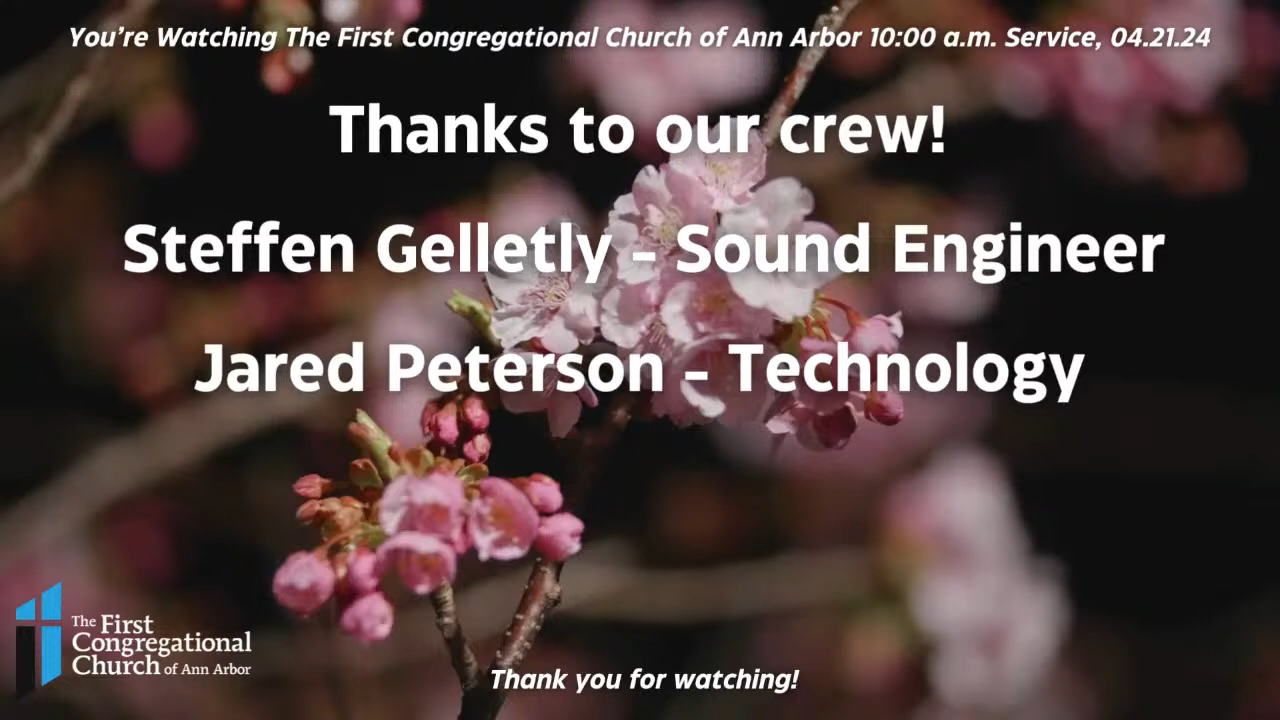 You're Watching The First Congregational Church of Ann Arbor 10:00 a.m. Service, 04.21.24
Thanks to our crew!
Steffen Gelletly - Sound Engineer
Jared Peterson - Technology
The First
Congregational
Church of Ann Arbor
Thank you for watching!